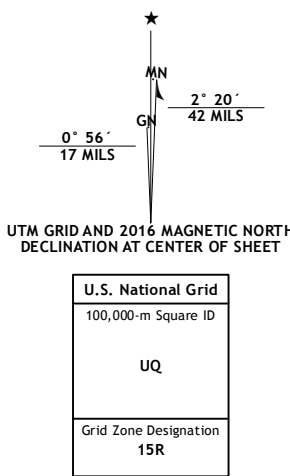 MN
GN
2° 20´
42 MILS
0° 56´
17 MILS
UTM GRID AND 2016 MAGNETIC NORTH
DECLINATION AT CENTER OF SHEET
U.S. National Grid
100,000-m Square ID
UQ
Grid Zone Designation
15R